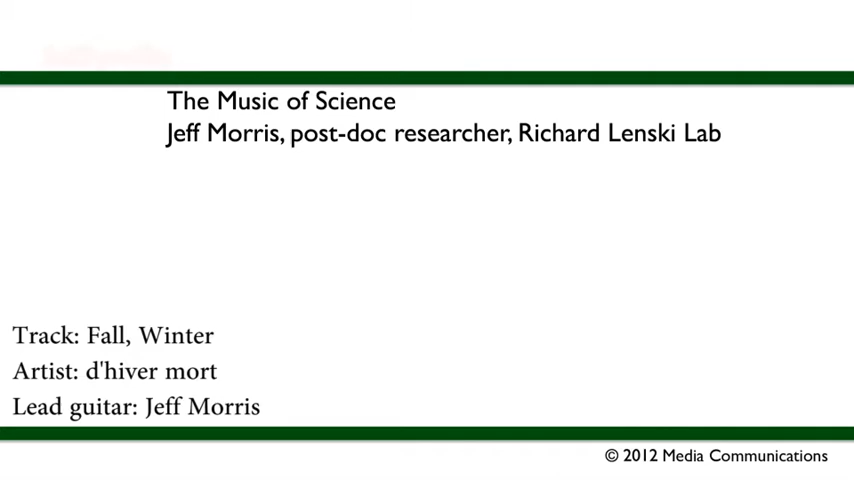 The Music of Science
Jeff Morris, post-doc researcher, Richard Lenski Lab
Track: Fall, Winter
Artist: d'hiver mort
Lead guitar: Jeff Morris
© 2012 Media Communications